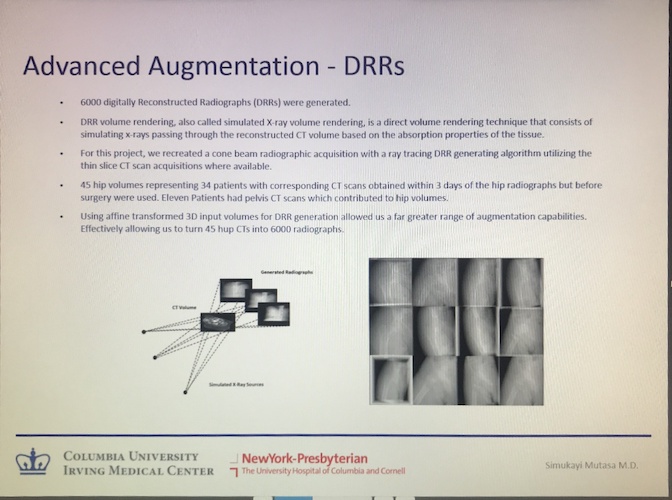 Advanced Augmentation - DRRs
• 6000 digitally Reconstructed Radiographs (DRRs) were generated.
• DRR volume rendering, also called simulated X-ray volume rendering, is a direct volume rendering technique that consists of
simulating x-rays passing through the reconstructed CT volume based on the absorption properties of the tissue.
• For this project, we recreated a cone beam radiographic acquisition with a ray tracing DRR generating algorithm utilizing the
thin slice CT scan acquisitions where available.
• 45 hip volumes representing 34 patients with corresponding CT scans obtained within 3 days of the hip radiographs but before
surgery were used. Eleven Patients had pelvis CT scans which contributed to hip volumes.
• Using affine transformed 3D input volumes for DRR generation allowed us a far greater range of augmentation capabilities.
Effectively allowing us to turn 45 hup CTs into 6000 radiographs.
Generated Radiographs
CT Volume
Simulated X-Ray Sources
COLUMBIA UNIVERSITY
IRVING MEDICAL CENTER
NewYork-Presbyterian
The University Hospital of Columbia and Cornell
Simukayi Mutasa M.D.